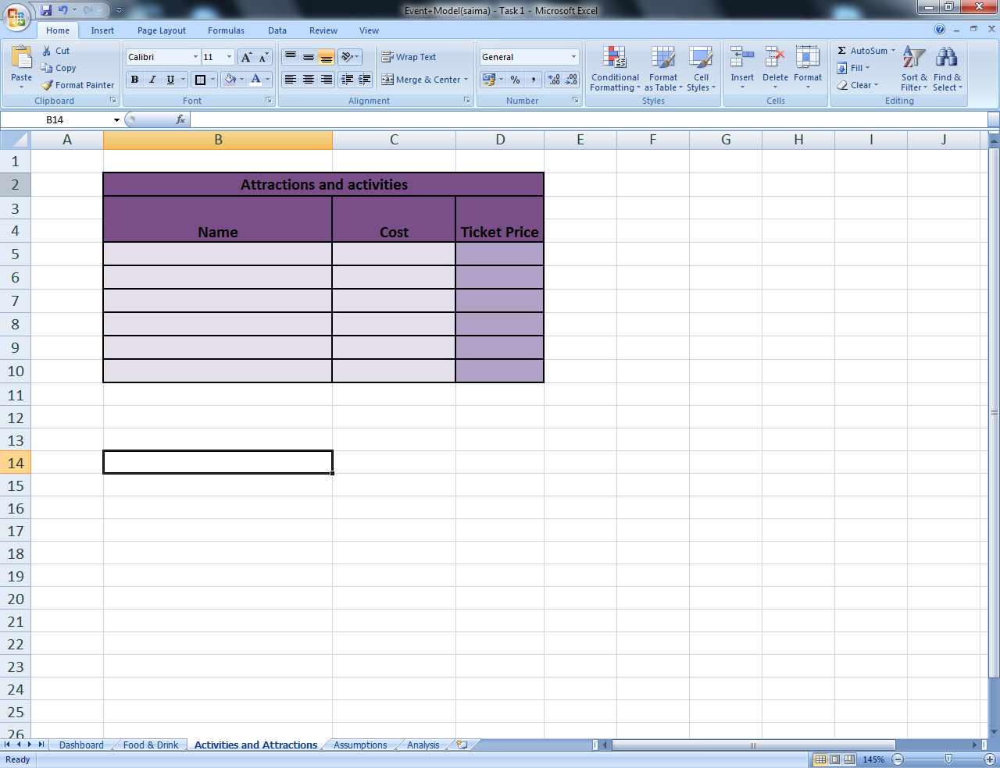 Event+Model(saima) - Task 1 - Microsoft Excel
Home Insert Page Layout Formulas Data Review View
Paste
Cut
Copy
Format Painter
Clipboard
Calibri 11
B I U A
Font
Wrap Text
Merge & Center
Alignment
General
% ,
Number
Conditional Formatting
Format as Table
Cell Styles
Styles
Insert Delete Format
Cells
Σ AutoSum
Fill
Clear
Sort & Filter
Find & Select
Editing
B14 fx
A B C D E F G H I J
1
2 Attractions and activities
3
4 Name Cost Ticket Price
5
6
7
8
9
10
11
12
13
14
15
16
17
18
19
20
21
22
23
24
25
26
Dashboard Food & Drink Activities and Attractions Assumptions Analysis
Ready 145%